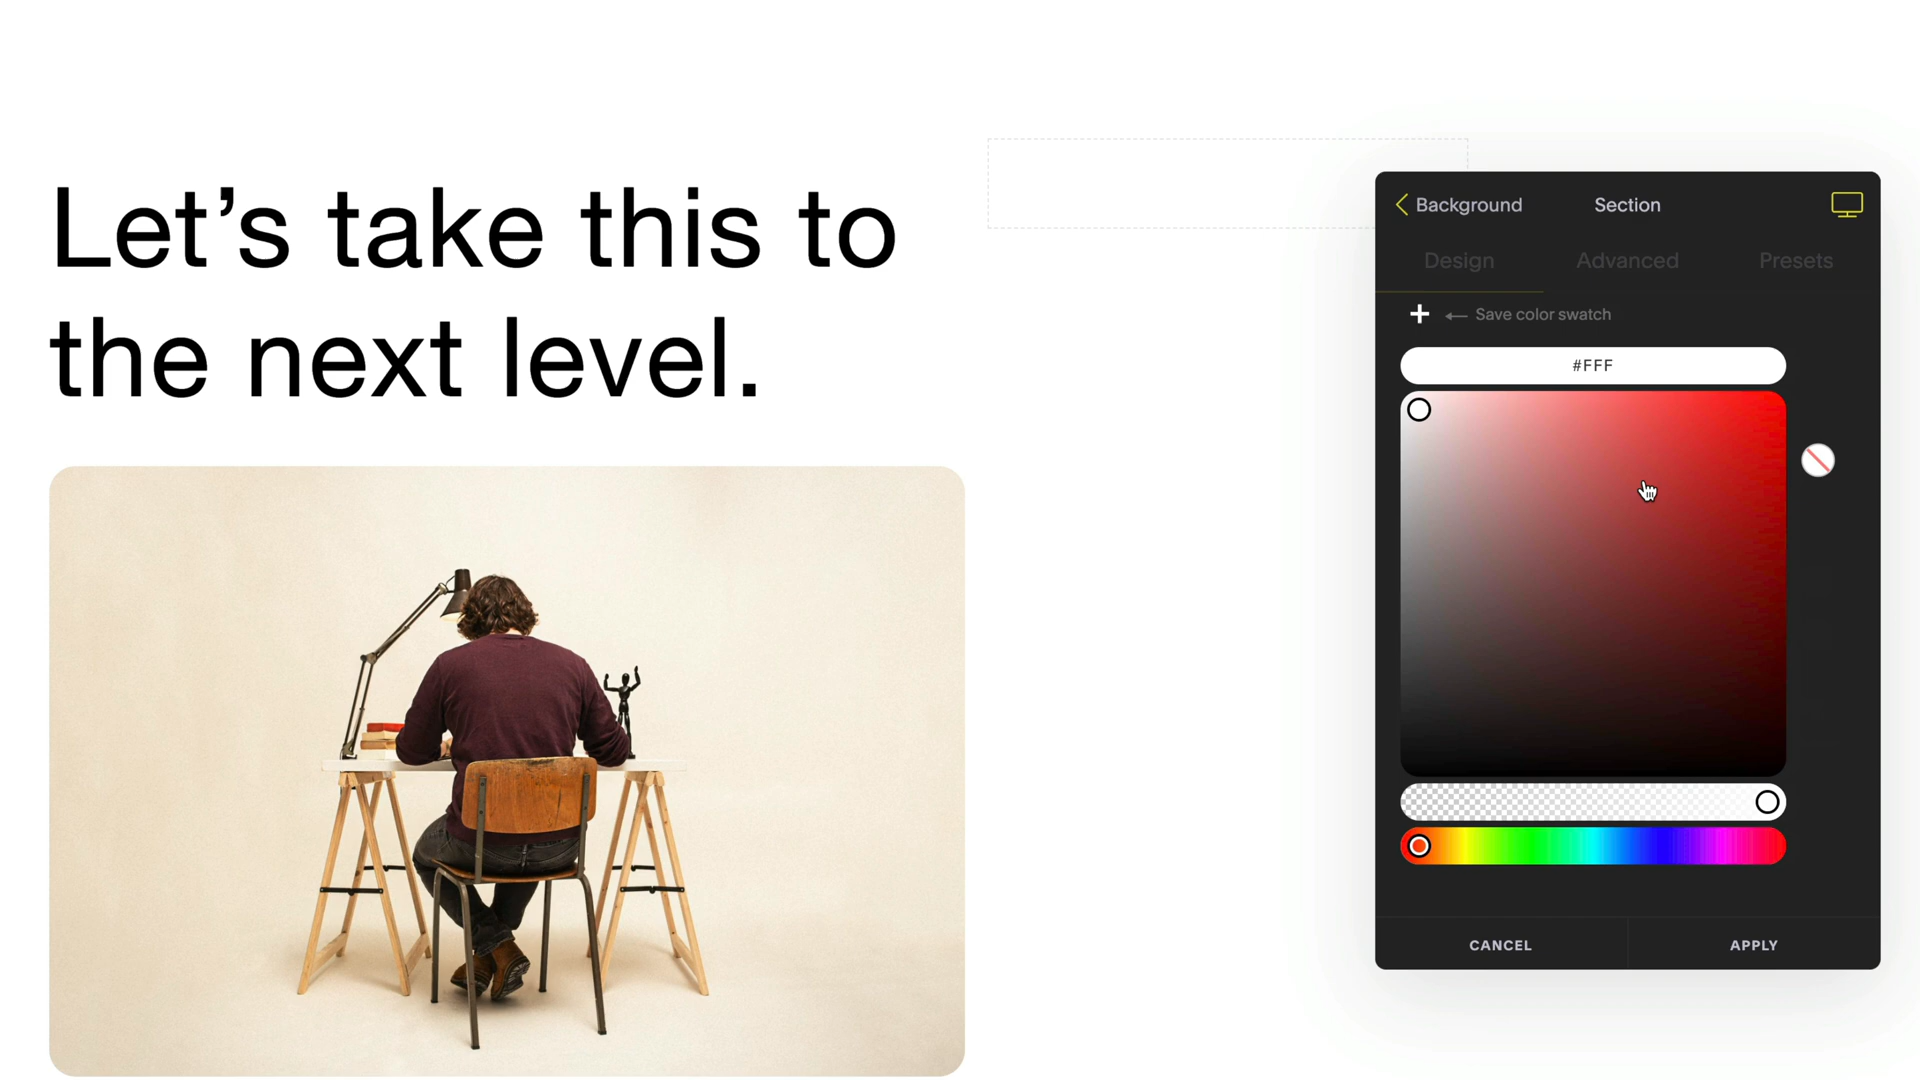 Let’s take this to
the next level.
Background
Section
Design
Advanced
Presets
Save color swatch
#FFF
CANCEL
APPLY